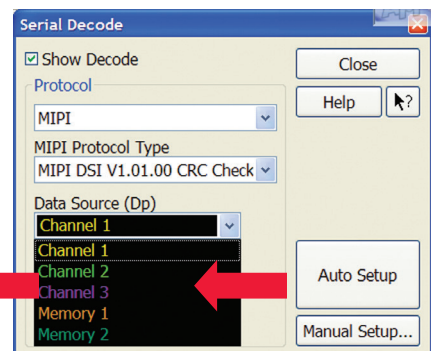 Serial Decode
Show Decode
Close
Protocol
Help
?
MIPI
MIPI Protocol Type
MIPI DSI V1.01.00 CRC Check
Data Source (Dp)
Channel 1
Channel 1
Channel 2
Channel 3
Memory 1
Memory 2
Auto Setup
Manual Setup...